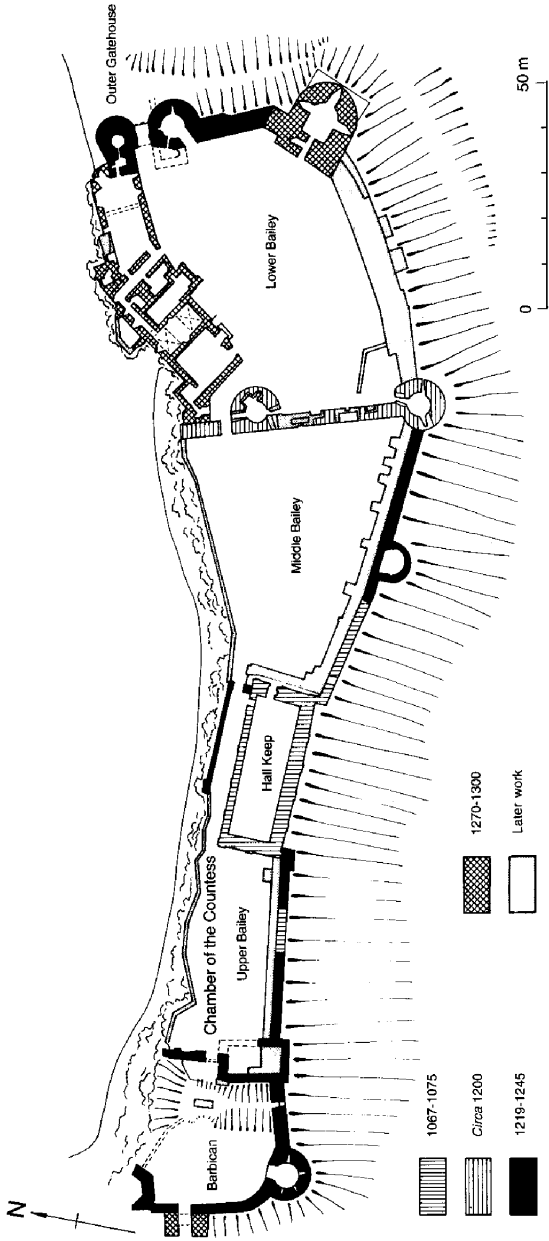 N
Barbican
Upper Bailey
Chamber of the Countess
Hall Keep
Middle Bailey
Lower Bailey
Outer Gatehouse
1067-1075
Circa 1200
1219-1245
1270-1300
Later work
0
50 m